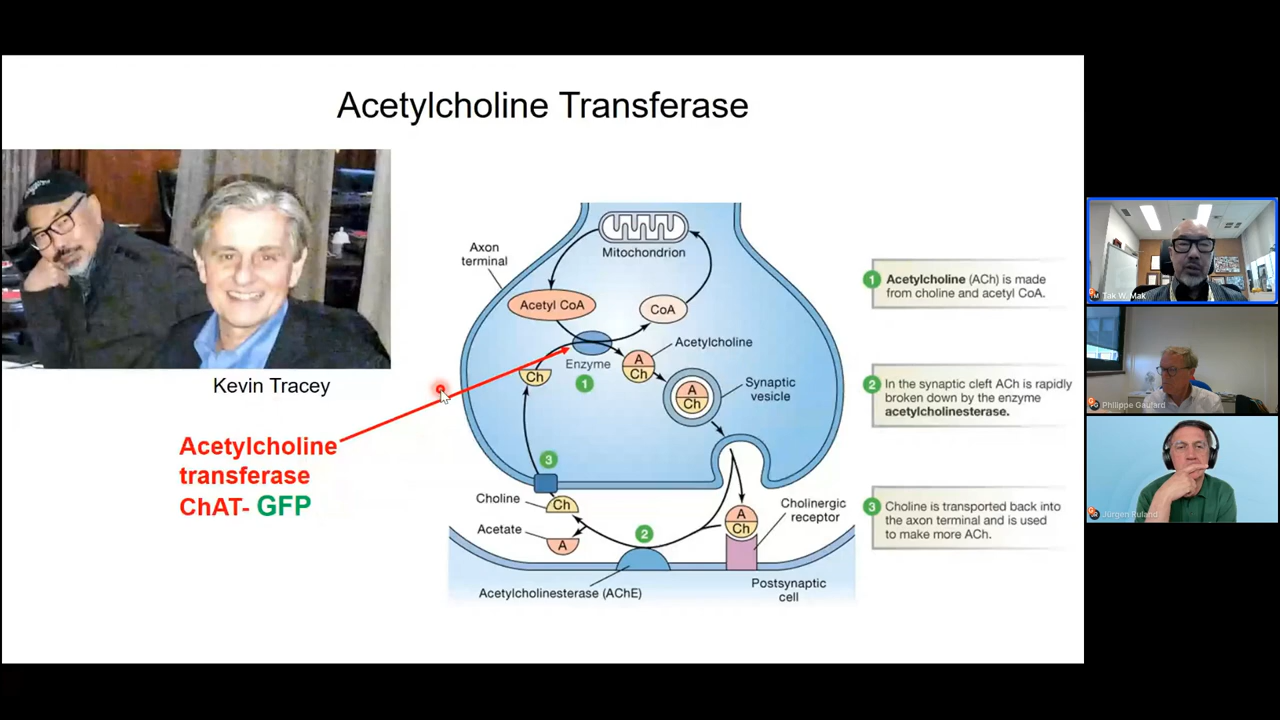 Acetylcholine Transferase
Kevin Tracey
Acetylcholine
transferase
ChAT- GFP
Axon
terminal
Mitochondrion
Acetyl CoA
CoA
Enzyme
1
Ch
Acetylcholine
A
Ch
A
Ch
Synaptic
vesicle
3
Choline
Ch
Acetate
A
2
A
Ch
Cholinergic
receptor
Acetylcholinesterase (AChE)
Postsynaptic
cell
1 Acetylcholine (ACh) is made
from choline and acetyl CoA.
2 In the synaptic cleft ACh is rapidly
broken down by the enzyme
acetylcholinesterase.
3 Choline is transported back into
the axon terminal and is used
to make more ACh.
Tak W. Mak
Philippe Gaulard
Jürgen Ruland